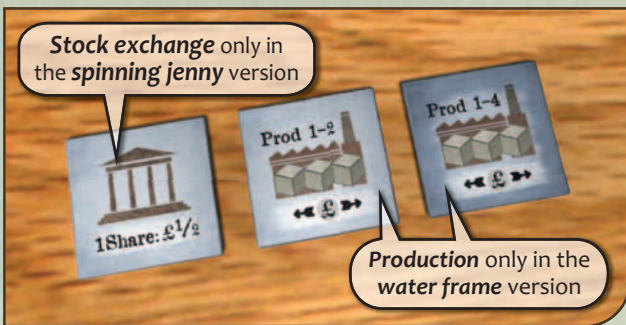 Stock exchange only in
the spinning jenny version
1Share: £1/2
Prod 1-2
£
Prod 1-4
£
Production only in the
water frame version